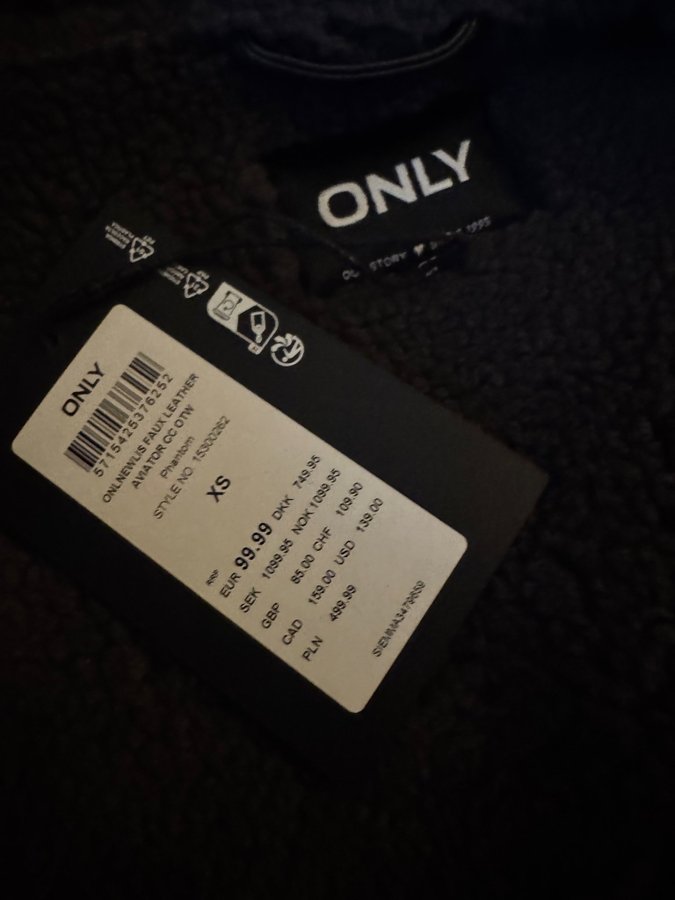 ONLY
ONLY
5715425376252
ONLNEWLIS FAUX LEATHER
AVIATOR CC OTW
Phantom
STYLE NO. 15300262
XS
RRP
EUR 99.99 DKK 749.95
SEK 1099.95 NOK 1099.95
GBP 85.00 CHF 109.90
CAD 159.00 USD 139.00
PLN 499.99